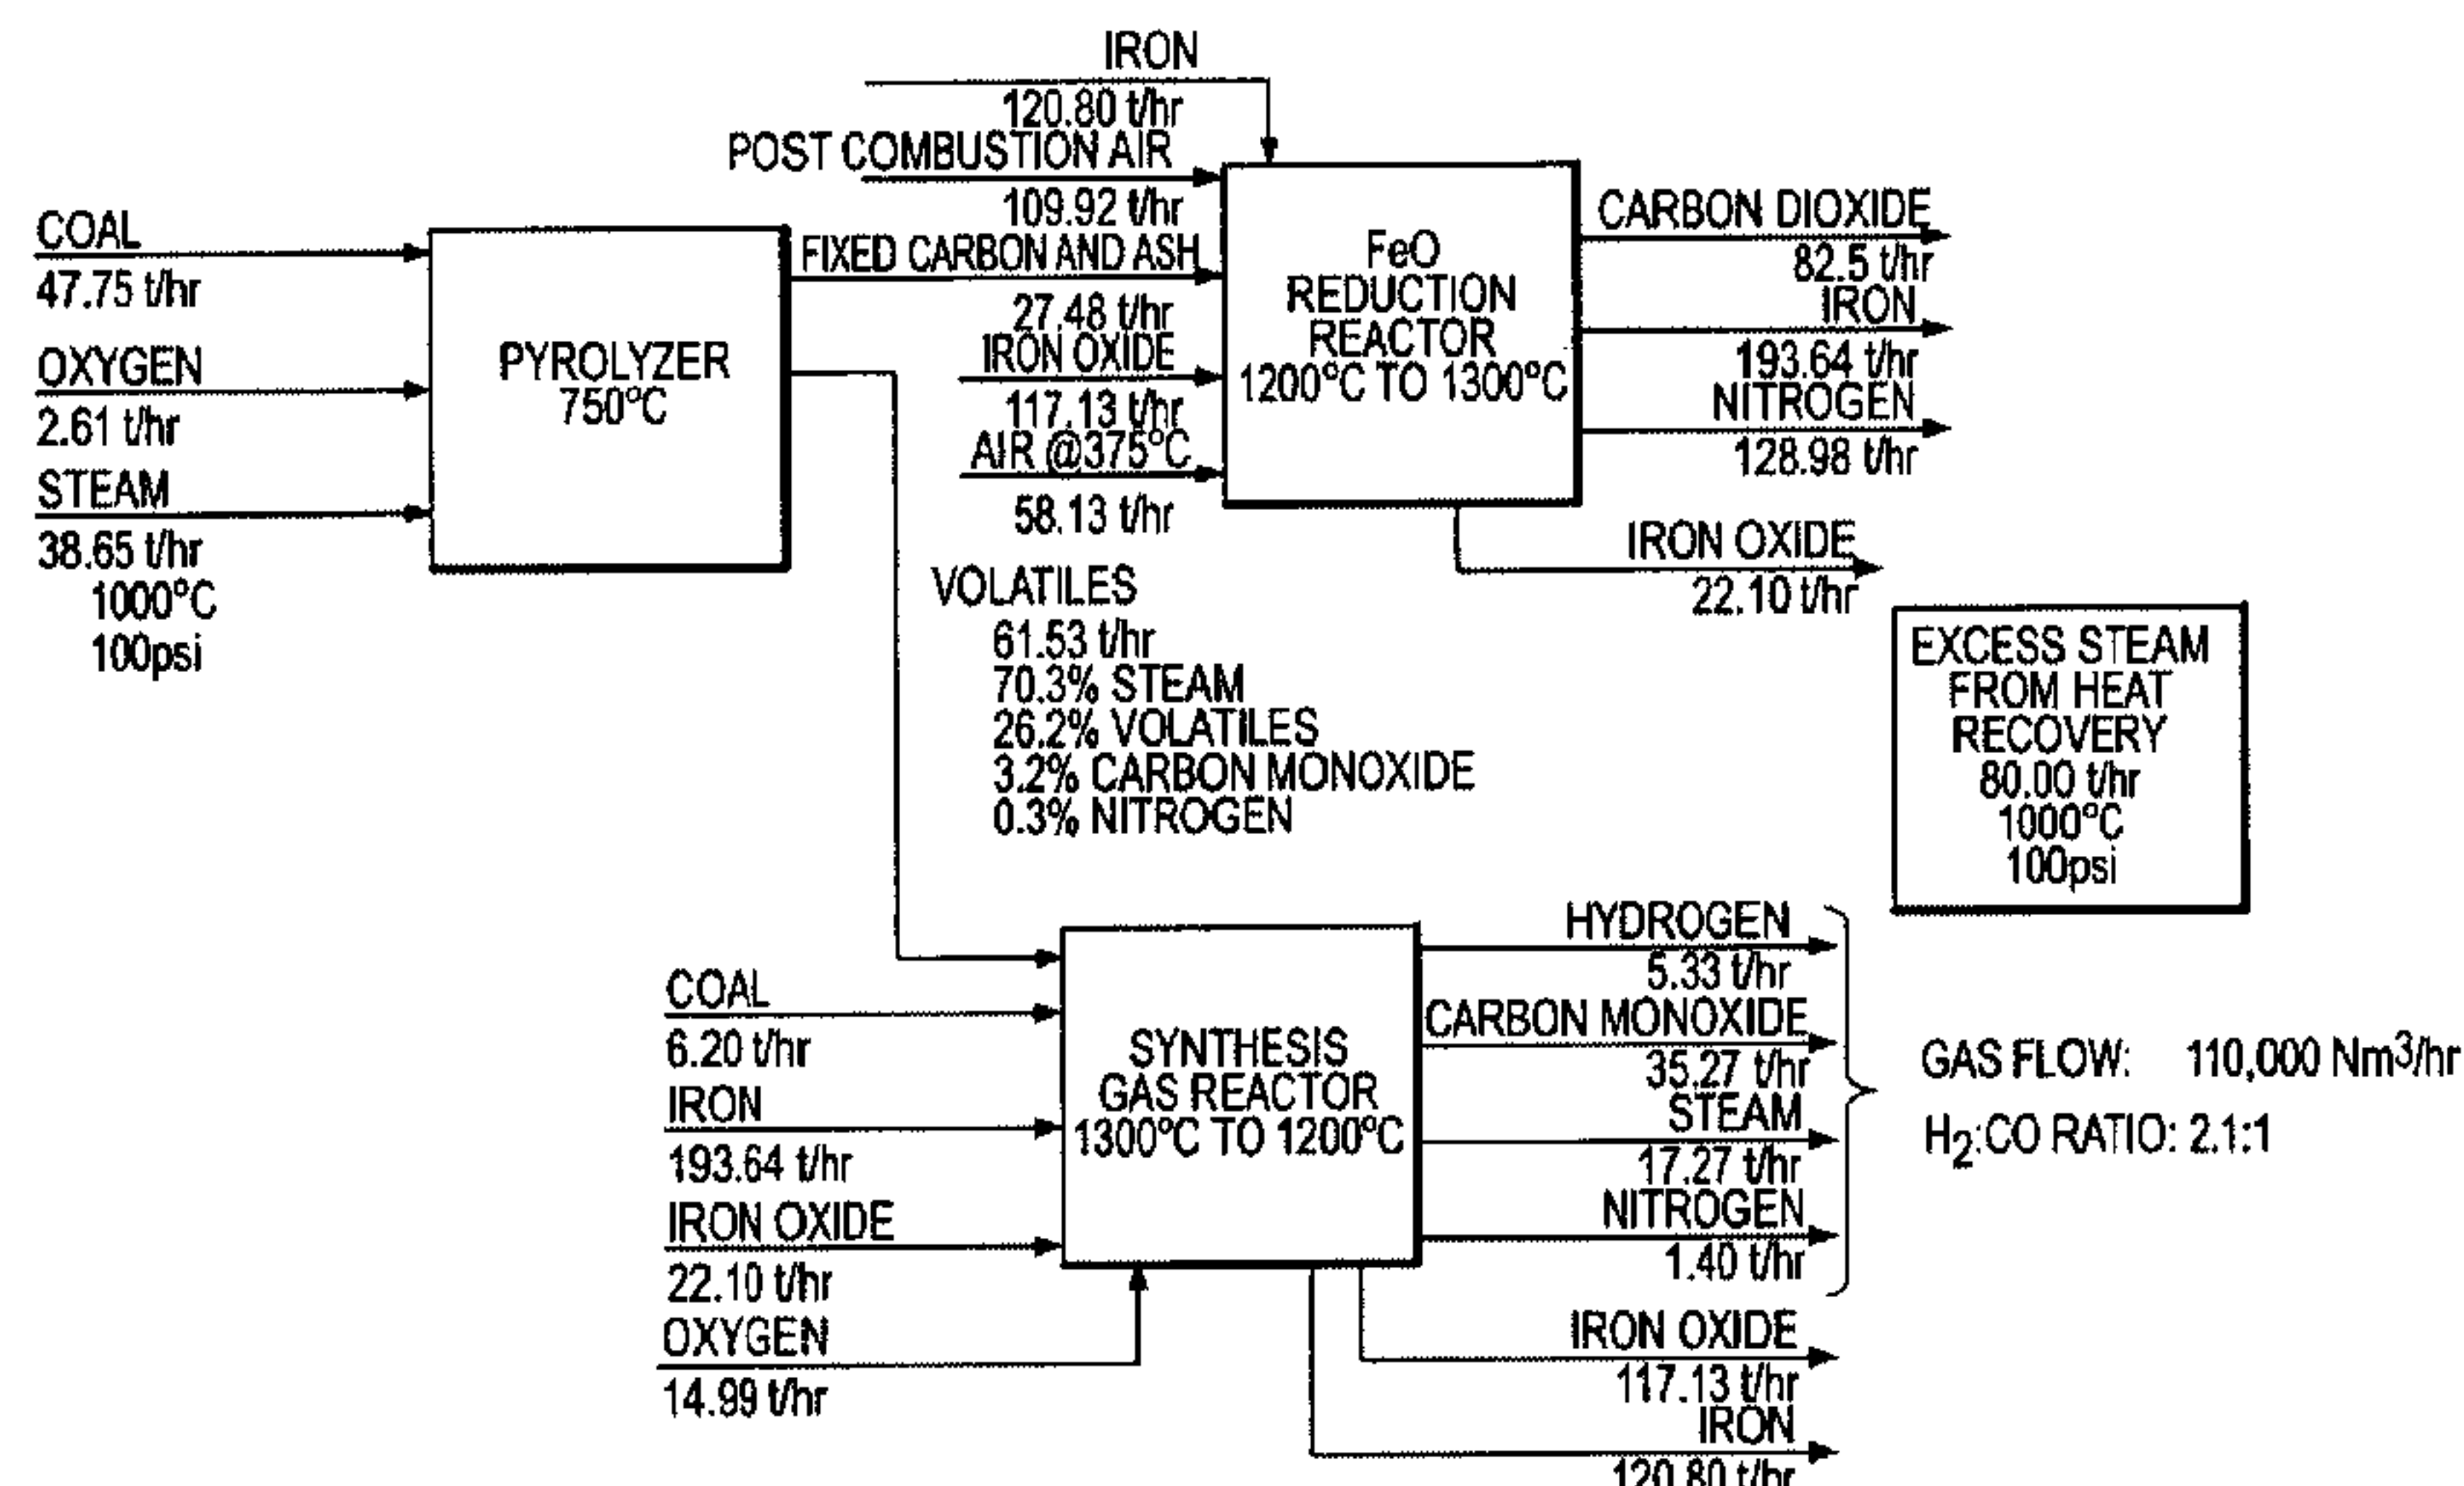 IRON
120.80 t/hr
POST COMBUSTION AIR
109.92 t/hr
COAL
47.75 t/hr
OXYGEN
2.61 t/hr
STEAM
38.65 t/hr
1000°C
100psi
PYROLYZER
750°C
FIXED CARBON AND ASH
27.48 t/hr
IRON OXIDE
117.13 t/hr
AIR @375°C
58.13 t/hr
FeO
REDUCTION
REACTOR
1200°C TO 1300°C
CARBON DIOXIDE
82.5 t/hr
IRON
193.64 t/hr
NITROGEN
128.98 t/hr
IRON OXIDE
22.10 t/hr
VOLATILES
61.53 t/hr
70.3% STEAM
26.2% VOLATILES
3.2% CARBON MONOXIDE
0.3% NITROGEN
EXCESS STEAM
FROM HEAT
RECOVERY
80.00 t/hr
1000°C
100psi
COAL
6.20 t/hr
IRON
193.64 t/hr
IRON OXIDE
22.10 t/hr
OXYGEN
14.99 t/hr
SYNTHESIS
GAS REACTOR
1300°C TO 1200°C
HYDROGEN
5.33 t/hr
CARBON MONOXIDE
35.27 t/hr
STEAM
17.27 t/hr
NITROGEN
1.40 t/hr
IRON OXIDE
117.13 t/hr
IRON
120.80 t/hr
GAS FLOW: 110,000 Nm³/hr
H₂:CO RATIO: 2.1:1